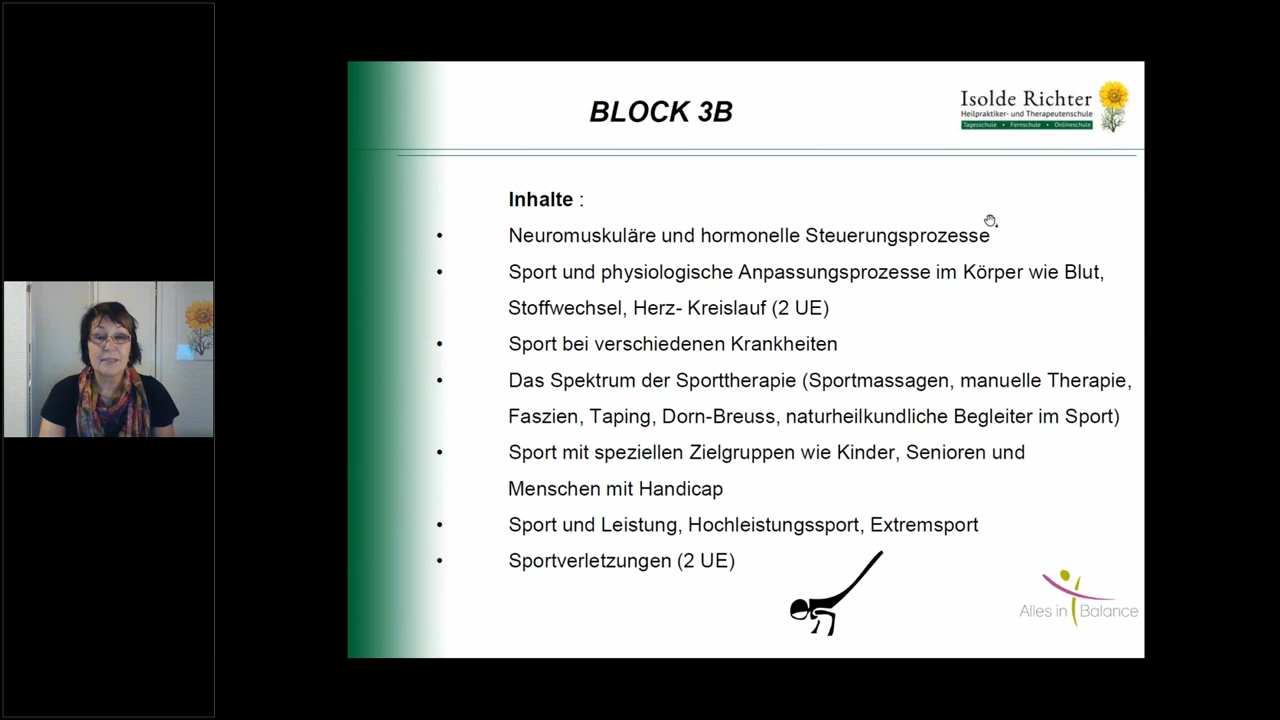 BLOCK 3B
Isolde Richter
Heilpraktiker- und Therapeutenschule
Tagesschule • Fernschule • Onlineschule
Inhalte :
• Neuromuskuläre und hormonelle Steuerungsprozesse
• Sport und physiologische Anpassungsprozesse im Körper wie Blut,
Stoffwechsel, Herz- Kreislauf (2 UE)
• Sport bei verschiedenen Krankheiten
• Das Spektrum der Sporttherapie (Sportmassagen, manuelle Therapie,
Faszien, Taping, Dorn-Breuss, naturheilkundliche Begleiter im Sport)
• Sport mit speziellen Zielgruppen wie Kinder, Senioren und
Menschen mit Handicap
• Sport und Leistung, Hochleistungssport, Extremsport
• Sportverletzungen (2 UE)
Alles in Balance